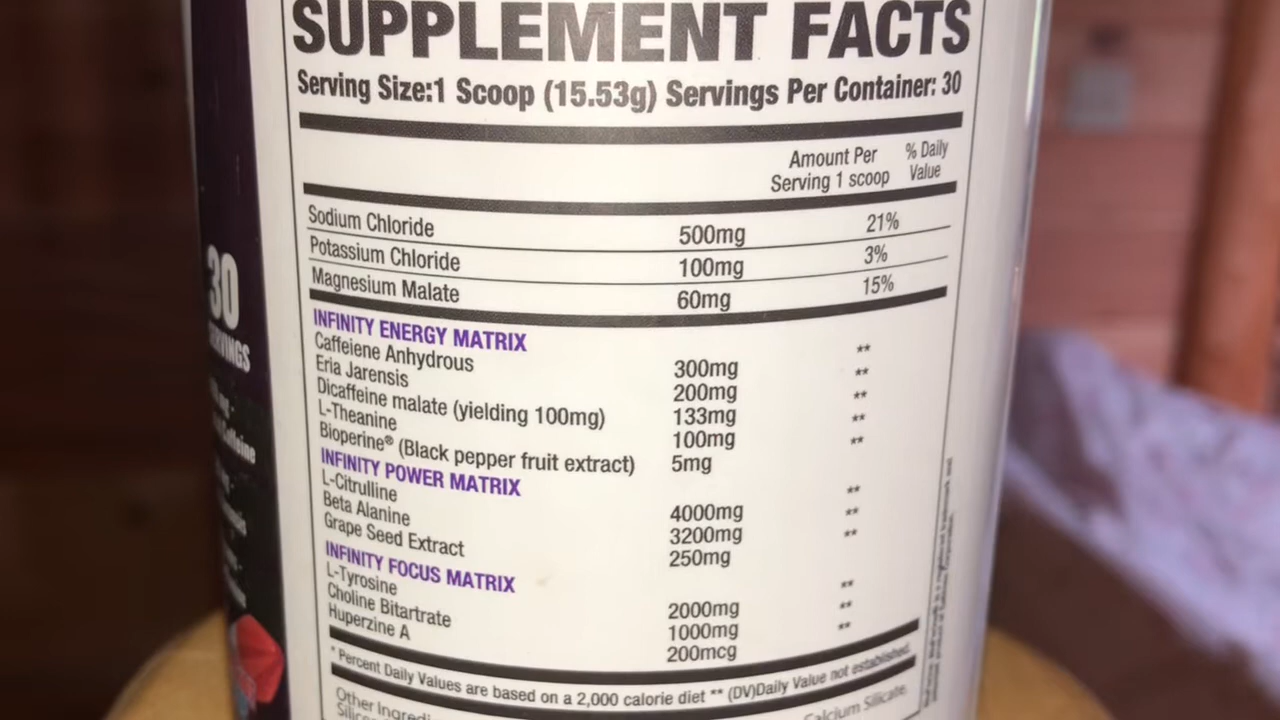 SUPPLEMENT FACTS
Serving Size:1 Scoop (15.53g) Servings Per Container: 30
Amount Per Serving 1 scoop
% Daily Value
Sodium Chloride 500mg 21%
Potassium Chloride 100mg 3%
Magnesium Malate 60mg 15%
INFINITY ENERGY MATRIX
Caffeiene Anhydrous 300mg **
Eria Jarensis 200mg **
Dicaffeine malate (yielding 100mg) 133mg **
L-Theanine 100mg **
Bioperine® (Black pepper fruit extract) 5mg **
INFINITY POWER MATRIX
L-Citrulline 4000mg **
Beta Alanine 3200mg **
Grape Seed Extract 250mg **
INFINITY FOCUS MATRIX
L-Tyrosine 2000mg **
Choline Bitartrate 1000mg **
Huperzine A 200mcg **
* Percent Daily Values are based on a 2,000 calorie diet ** (DV)Daily Value not established.
Other
Calcium Silicate,
30